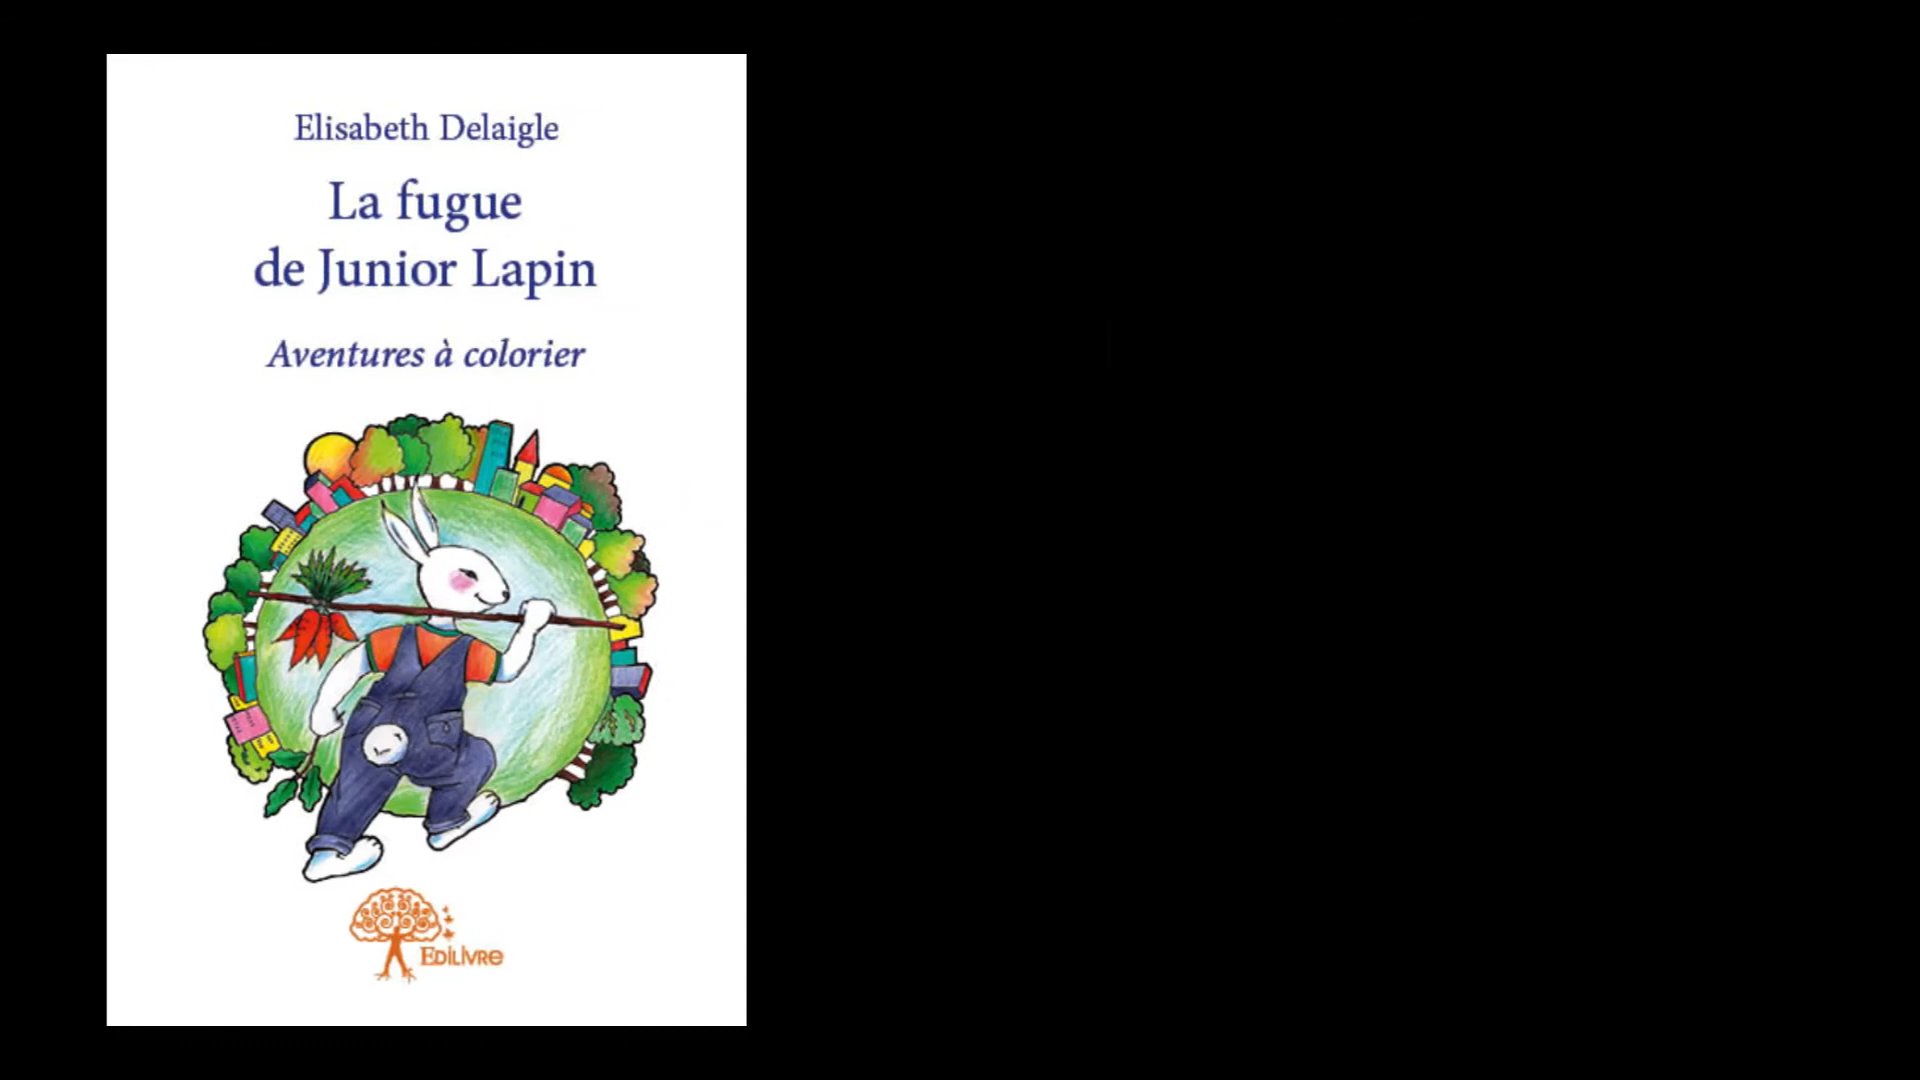 Elisabeth Delaigle
La fugue
de Junior Lapin
Aventures à colorier
EDILIVRE